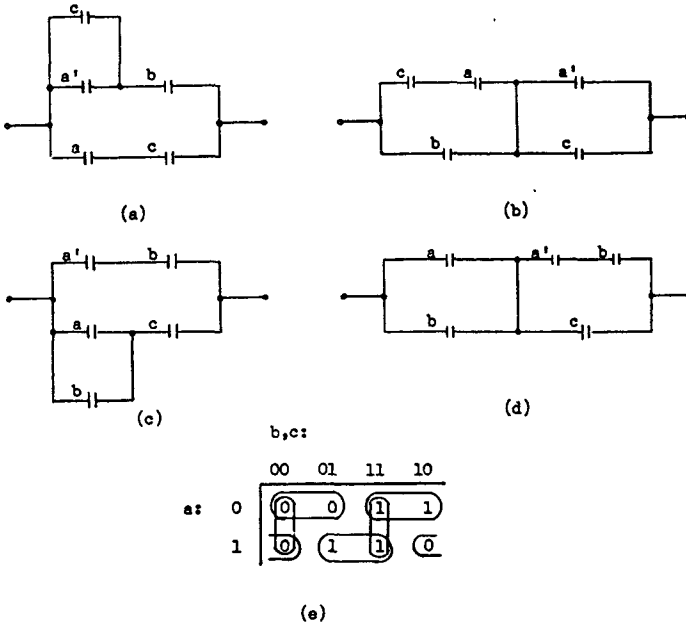 c
a' b
a c
(a)
c a a'
b c
(b)
a' b
a c
b
(c)
a a' b
b c
(d)
b,c:
00 01 11 10
a: 0 0 0 1 1
1 0 1 1 0
(e)